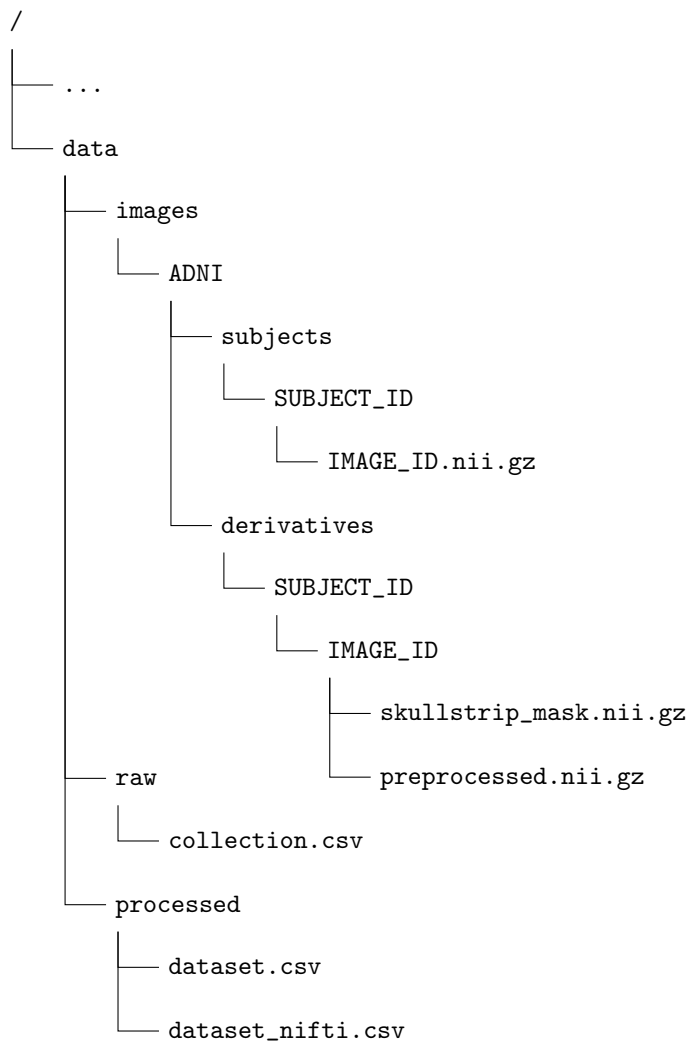 /
...
data
images
ADNI
subjects
SUBJECT_ID
IMAGE_ID.nii.gz
derivatives
SUBJECT_ID
IMAGE_ID
skullstrip_mask.nii.gz
preprocessed.nii.gz
raw
collection.csv
processed
dataset.csv
dataset_nifti.csv